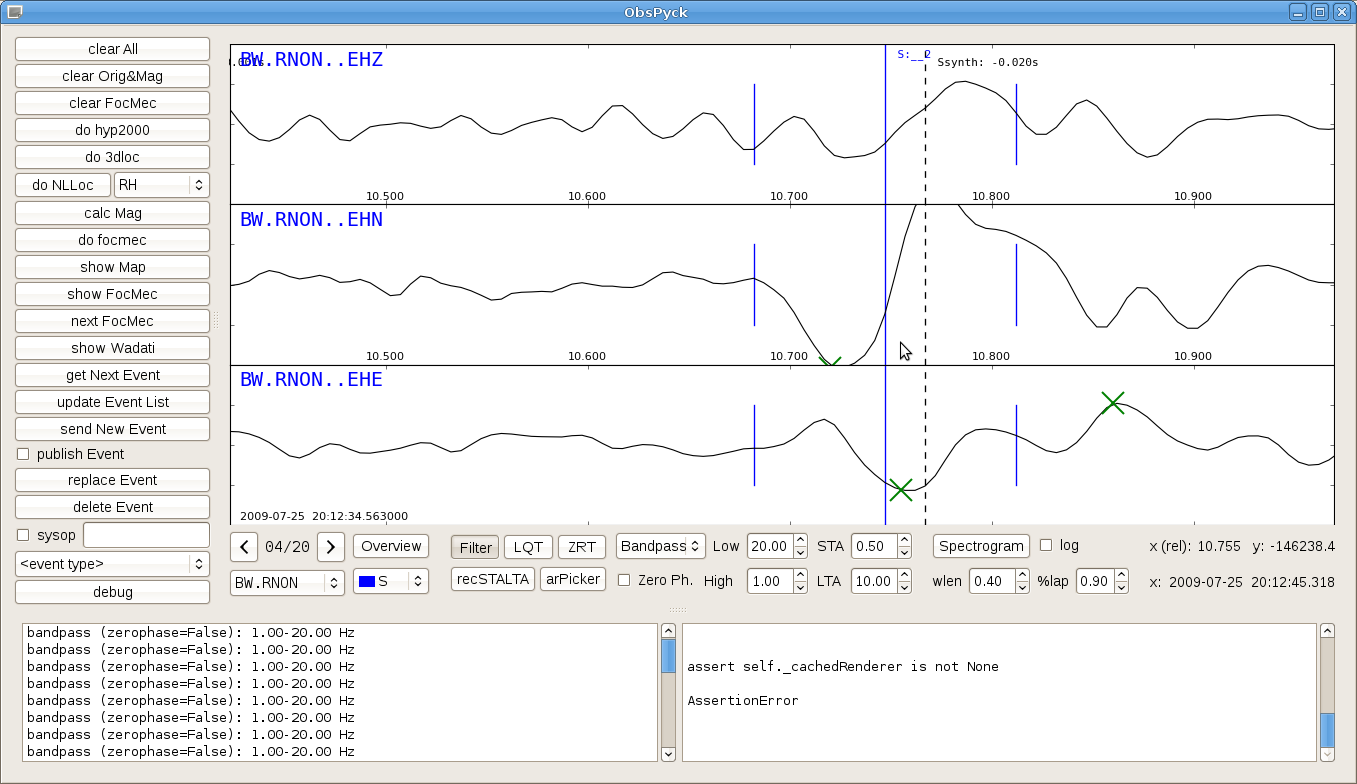 ObsPyck
clear All
clear Orig&Mag
clear FocMec
do hyp2000
do 3dloc
do NLLoc RH
calc Mag
do focmec
show Map
show FocMec
next FocMec
show Wadati
get Next Event
update Event List
send New Event
publish Event
replace Event
delete Event
sysop
<event type>
debug
BW.RNON..EHZ
S:__2
Ssynth: -0.020s
10.500 10.600 10.700 10.800 10.900
BW.RNON..EHN
10.500 10.600 10.700 10.800 10.900
BW.RNON..EHE
2009-07-25 20:12:34.563000
< 04/20 > Overview Filter LQT ZRT Bandpass Low 20.00 STA 0.50 Spectrogram log x (rel): 10.755 y: -146238.4
BW.RNON S recSTALTA arPicker Zero Ph. High 1.00 LTA 10.00 wlen 0.40 %lap 0.90 x: 2009-07-25 20:12:45.318
bandpass (zerophase=False): 1.00-20.00 Hz
bandpass (zerophase=False): 1.00-20.00 Hz
bandpass (zerophase=False): 1.00-20.00 Hz
bandpass (zerophase=False): 1.00-20.00 Hz
bandpass (zerophase=False): 1.00-20.00 Hz
bandpass (zerophase=False): 1.00-20.00 Hz
bandpass (zerophase=False): 1.00-20.00 Hz
bandpass (zerophase=False): 1.00-20.00 Hz
assert self._cachedRenderer is not None
AssertionError